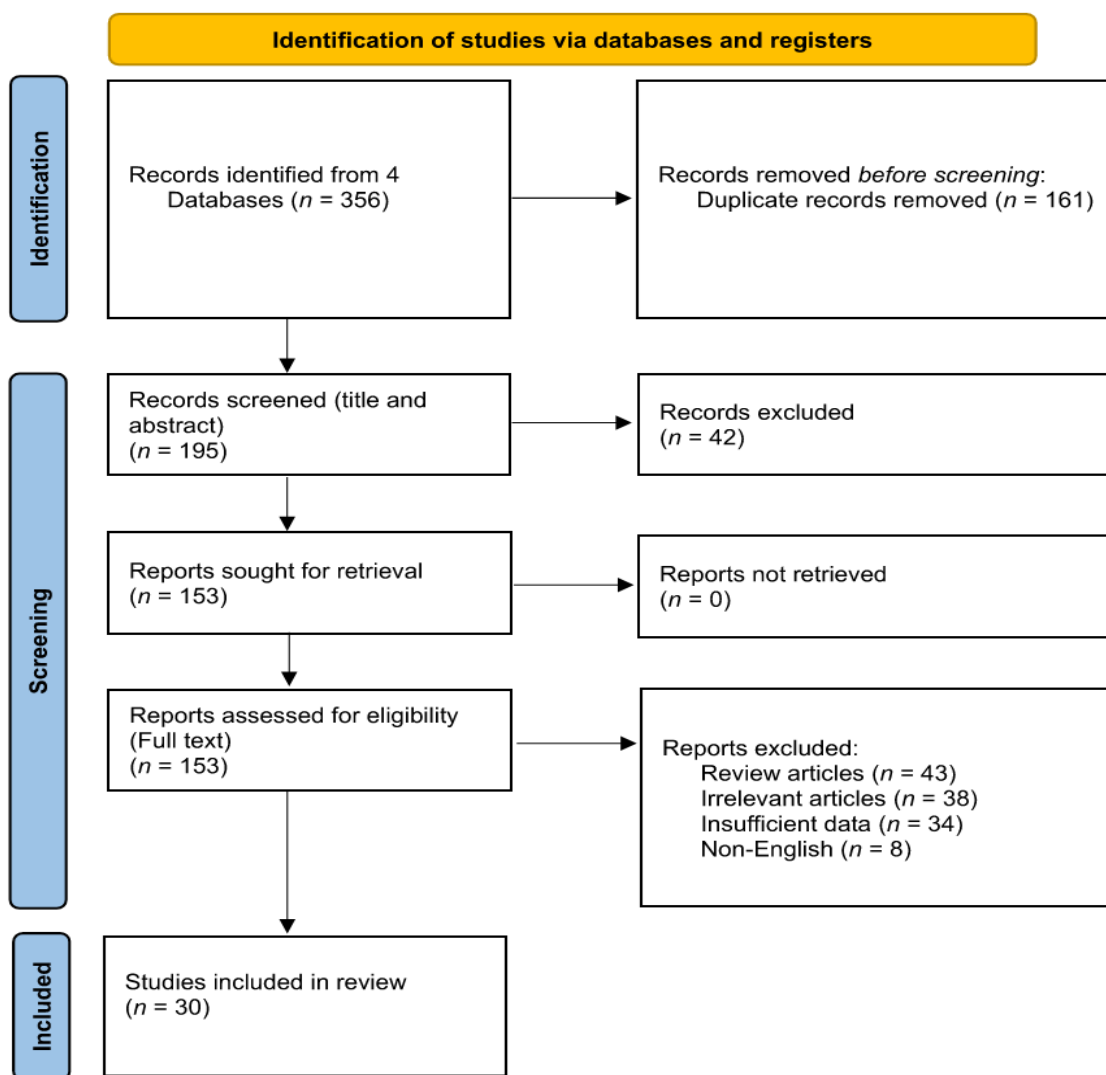 Identification of studies via databases and registers
Identification
Records identified from 4
Databases (n = 356)
Records removed before screening:
Duplicate records removed (n = 161)
Screening
Records screened (title and
abstract)
(n = 195)
Records excluded
(n = 42)
Reports sought for retrieval
(n = 153)
Reports not retrieved
(n = 0)
Reports assessed for eligibility
(Full text)
(n = 153)
Reports excluded:
Review articles (n = 43)
Irrelevant articles (n = 38)
Insufficient data (n = 34)
Non-English (n = 8)
Included
Studies included in review
(n = 30)